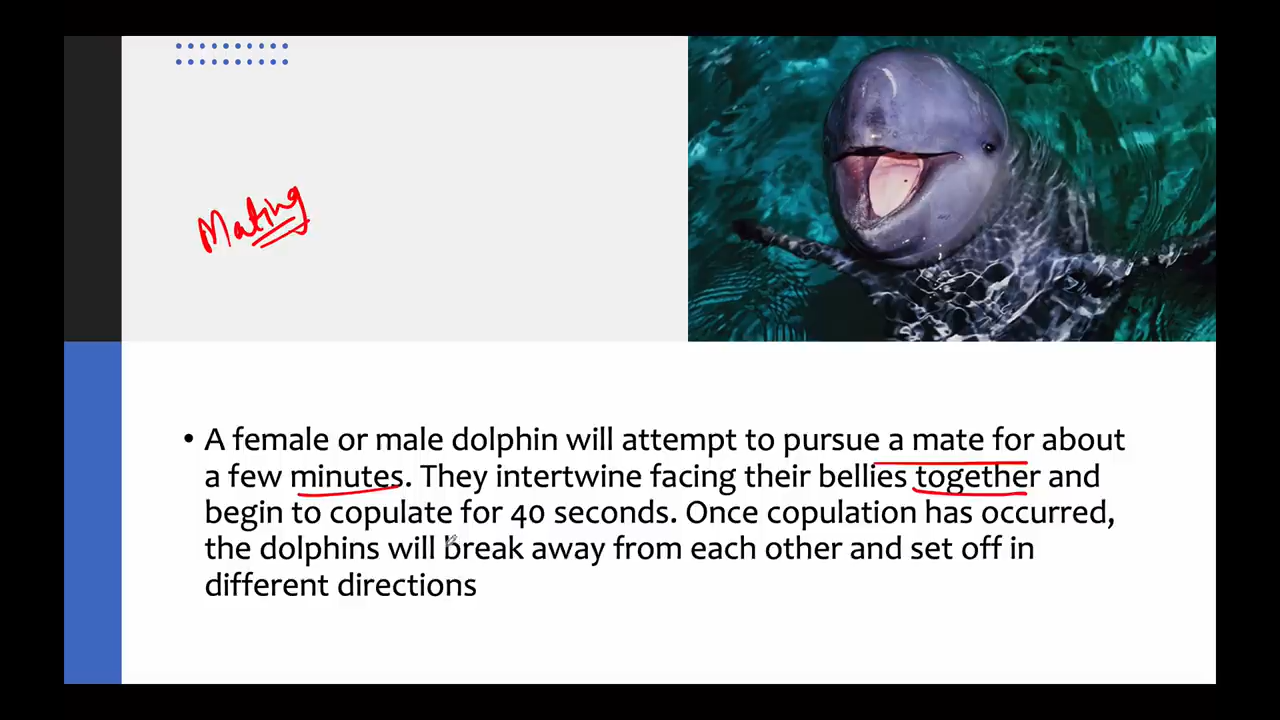 Mating
• A female or male dolphin will attempt to pursue a mate for about
a few minutes. They intertwine facing their bellies together and
begin to copulate for 40 seconds. Once copulation has occurred,
the dolphins will break away from each other and set off in
different directions